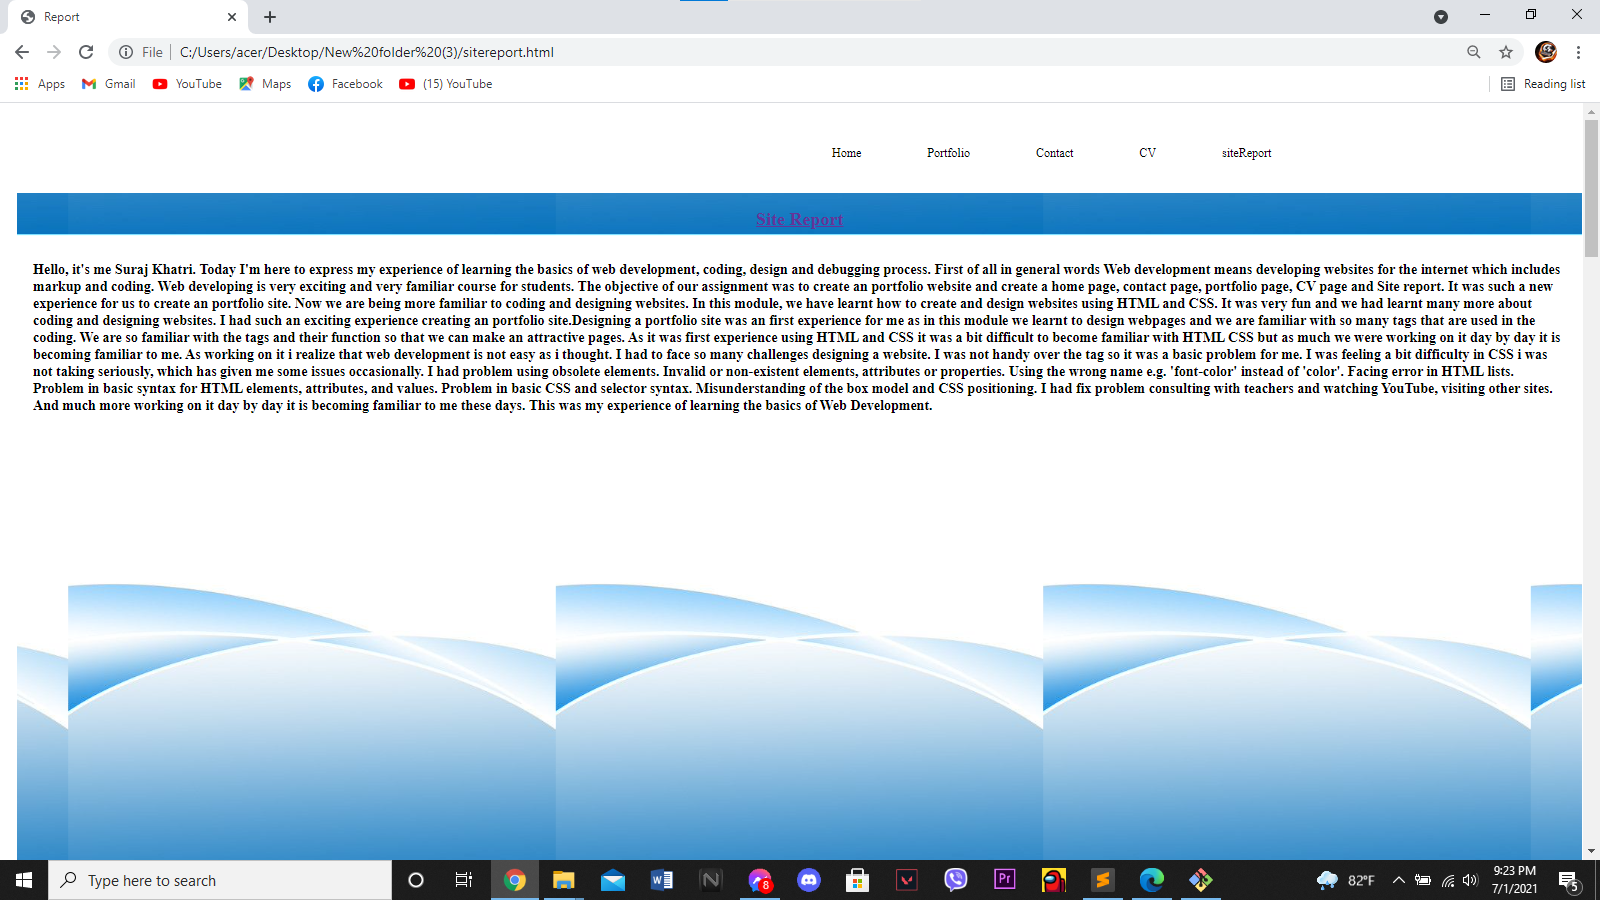 Report
File
C:/Users/acer/Desktop/New%20folder%20(3)/sitereport.html
Apps Gmail YouTube Maps Facebook (15) YouTube Reading list
Home Portfolio Contact CV siteReport
Site Report
Hello, it's me Suraj Khatri. Today I'm here to express my experience of learning the basics of web development, coding, design and debugging process. First of all in general words Web development means developing websites for the internet which includes
markup and coding. Web developing is very exciting and very familiar course for students. The objective of our assignment was to create an portfolio website and create a home page, contact page, portfolio page, CV page and Site report. It was such a new
experience for us to create an portfolio site. Now we are being more familiar to coding and designing websites. In this module, we have learnt how to create and design websites using HTML and CSS. It was very fun and we had learnt many more about
coding and designing websites. I had such an exciting experience creating an portfolio site.Designing a portfolio site was an first experience for me as in this module we learnt to design webpages and we are familiar with so many tags that are used in the
coding. We are so familiar with the tags and their function so that we can make an attractive pages. As it was first experience using HTML and CSS it was a bit difficult to become familiar with HTML CSS but as much we were working on it day by day it is
becoming familiar to me. As working on it i realize that web development is not easy as i thought. I had to face so many challenges designing a website. I was not handy over the tag so it was a basic problem for me. I was feeling a bit difficulty in CSS i was
not taking seriously, which has given me some issues occasionally. I had problem using obsolete elements. Invalid or non-existent elements, attributes or properties. Using the wrong name e.g. 'font-color' instead of 'color'. Facing error in HTML lists.
Problem in basic syntax for HTML elements, attributes, and values. Problem in basic CSS and selector syntax. Misunderstanding of the box model and CSS positioning. I had fix problem consulting with teachers and watching YouTube, visiting other sites.
And much more working on it day by day it is becoming familiar to me these days. This was my experience of learning the basics of Web Development.
Type here to search
8
Pr
82°F
9:23 PM
7/1/2021
5